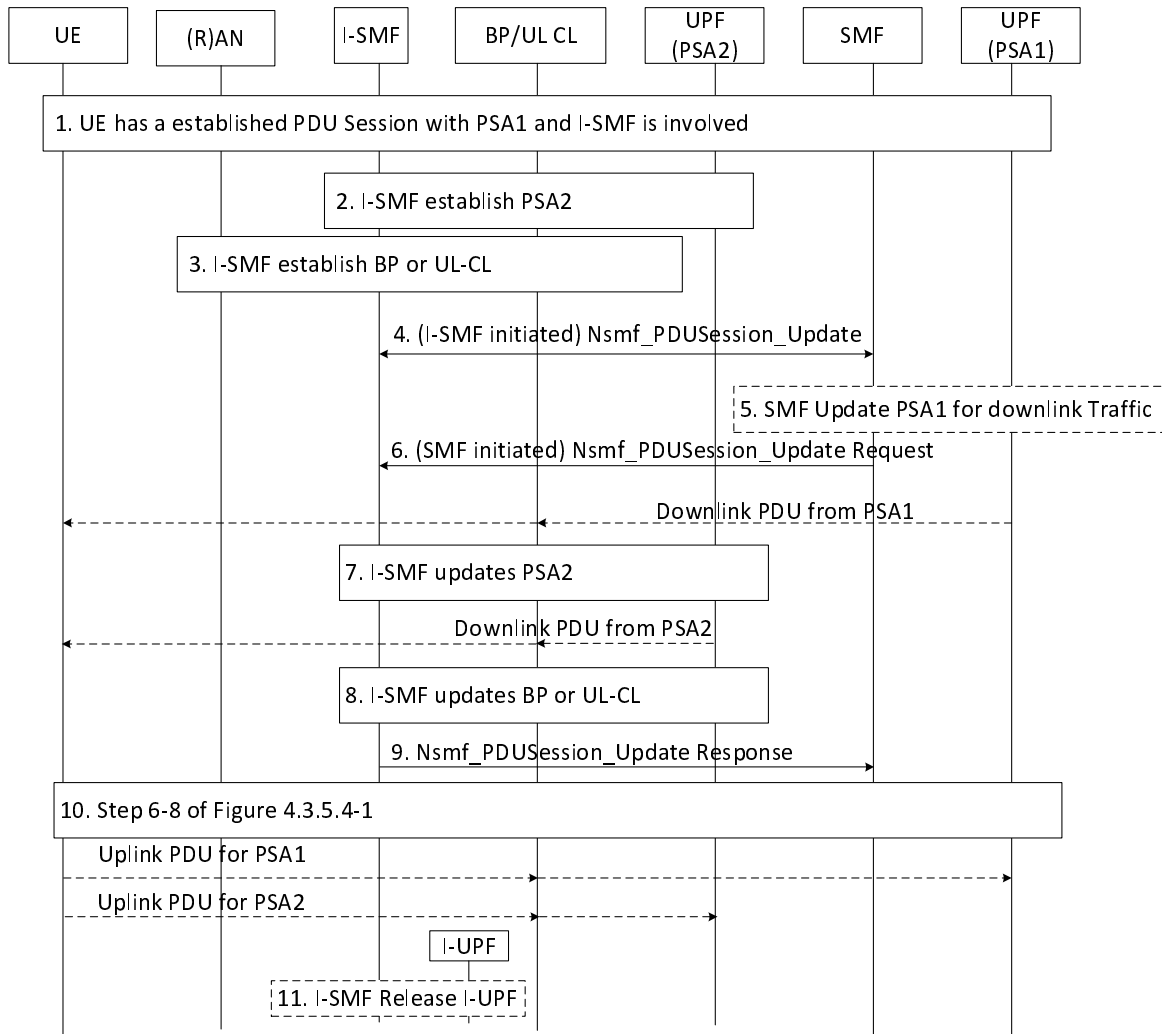 UE
(R)AN
I-SMF
BP/UL CL
UPF
(PSA2)
SMF
UPF
(PSA1)
1. UE has a established PDU Session with PSA1 and I-SMF is involved
2. I-SMF establish PSA2
3. I-SMF establish BP or UL-CL
4. (I-SMF initiated) Nsmf_PDUSession_Update
5. SMF Update PSA1 for downlink Traffic
6. (SMF initiated) Nsmf_PDUSession_Update Request
Downlink PDU from PSA1
7. I-SMF updates PSA2
Downlink PDU from PSA2
8. I-SMF updates BP or UL-CL
9. Nsmf_PDUSession_Update Response
10. Step 6-8 of Figure 4.3.5.4-1
Uplink PDU for PSA1
Uplink PDU for PSA2
I-UPF
11. I-SMF Release I-UPF